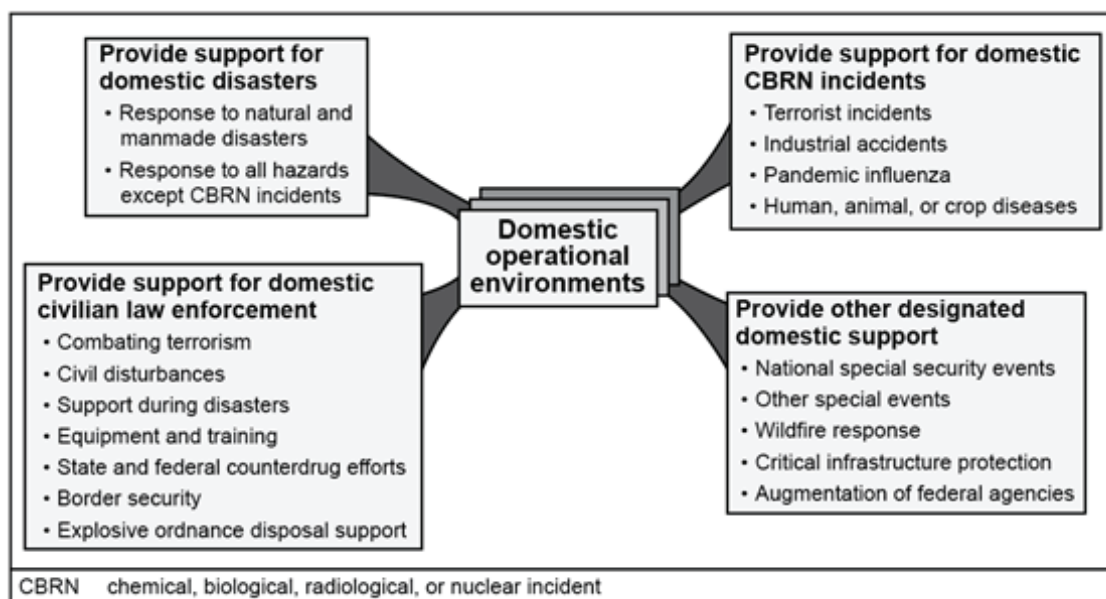 Provide support for
domestic disasters
• Response to natural and
manmade disasters
• Response to all hazards
except CBRN incidents
Provide support for domestic
CBRN incidents
• Terrorist incidents
• Industrial accidents
• Pandemic influenza
• Human, animal, or crop diseases
Domestic
operational
environments
Provide support for domestic
civilian law enforcement
• Combating terrorism
• Civil disturbances
• Support during disasters
• Equipment and training
• State and federal counterdrug efforts
• Border security
• Explosive ordnance disposal support
Provide other designated
domestic support
• National special security events
• Other special events
• Wildfire response
• Critical infrastructure protection
• Augmentation of federal agencies
CBRN chemical, biological, radiological, or nuclear incident